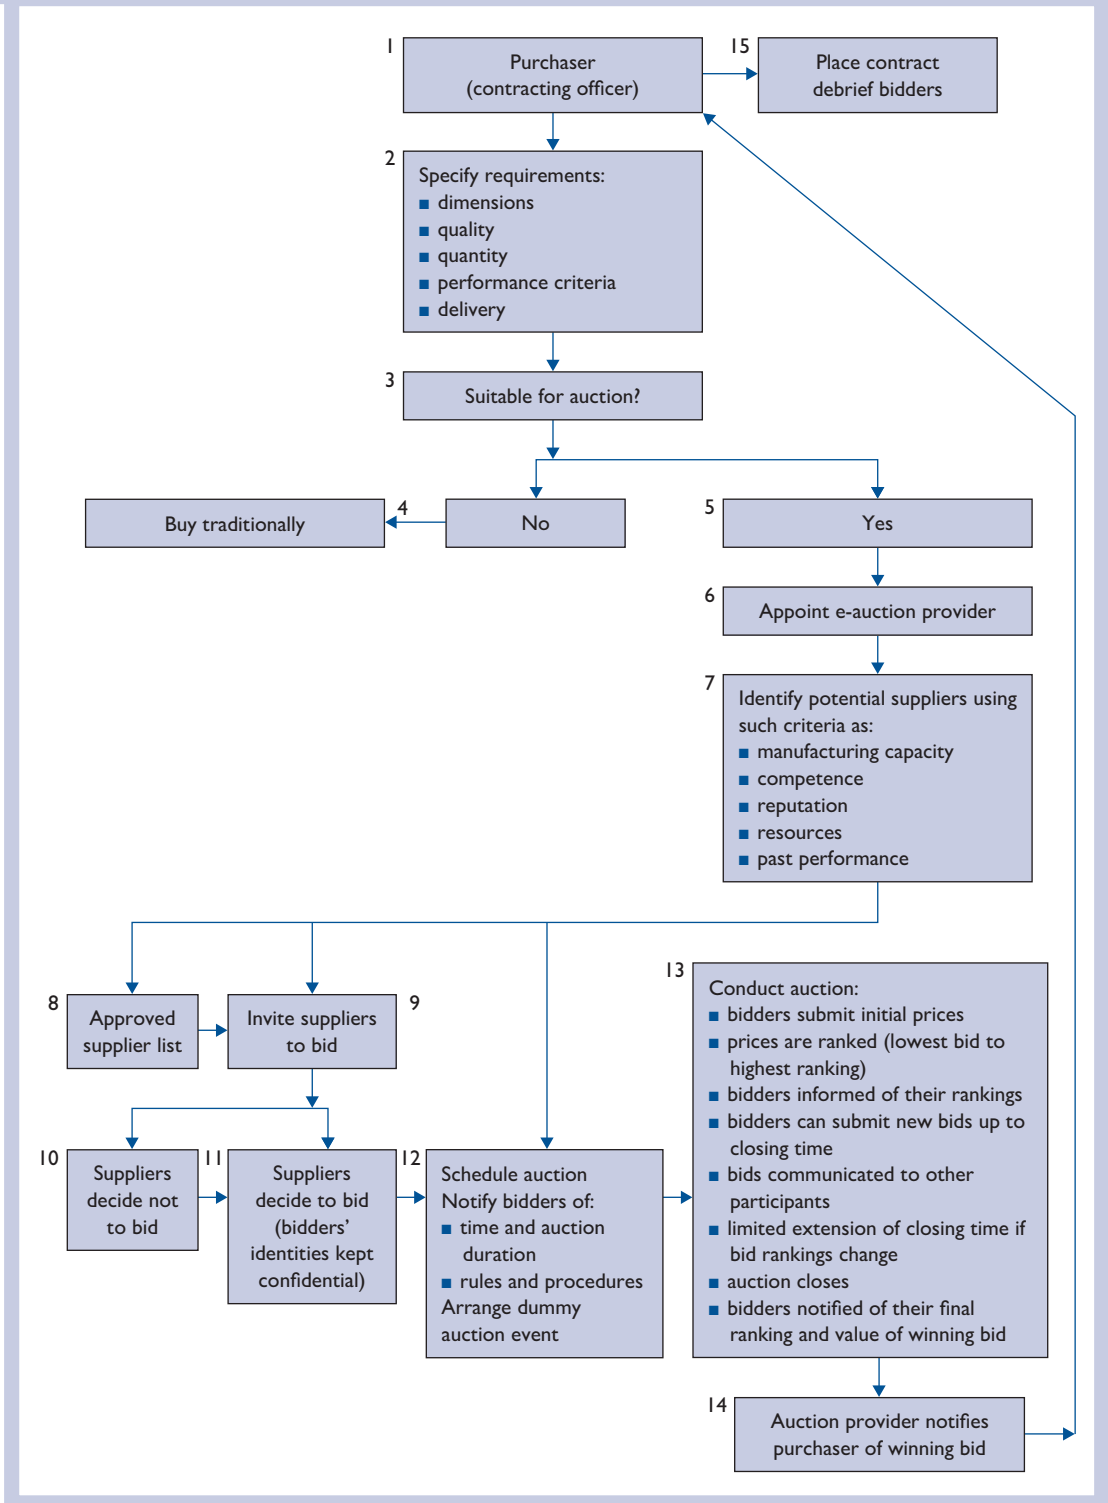 1
Purchaser
(contracting officer)
15
Place contract
debrief bidders
2
Specify requirements:
■ dimensions
■ quality
■ quantity
■ performance criteria
■ delivery
3
Suitable for auction?
Buy traditionally
4
No
5
Yes
6
Appoint e-auction provider
7
Identify potential suppliers using
such criteria as:
■ manufacturing capacity
■ competence
■ reputation
■ resources
■ past performance
8
Approved
supplier list
9
Invite suppliers
to bid
10
Suppliers
decide not
to bid
11
Suppliers
decide to bid
(bidders’
identities kept
confidential)
12
Schedule auction
Notify bidders of:
■ time and auction
duration
■ rules and procedures
Arrange dummy
auction event
13
Conduct auction:
■ bidders submit initial prices
■ prices are ranked (lowest bid to
highest ranking)
■ bidders informed of their rankings
■ bidders can submit new bids up to
closing time
■ bids communicated to other
participants
■ limited extension of closing time if
bid rankings change
■ auction closes
■ bidders notified of their final
ranking and value of winning bid
14
Auction provider notifies
purchaser of winning bid